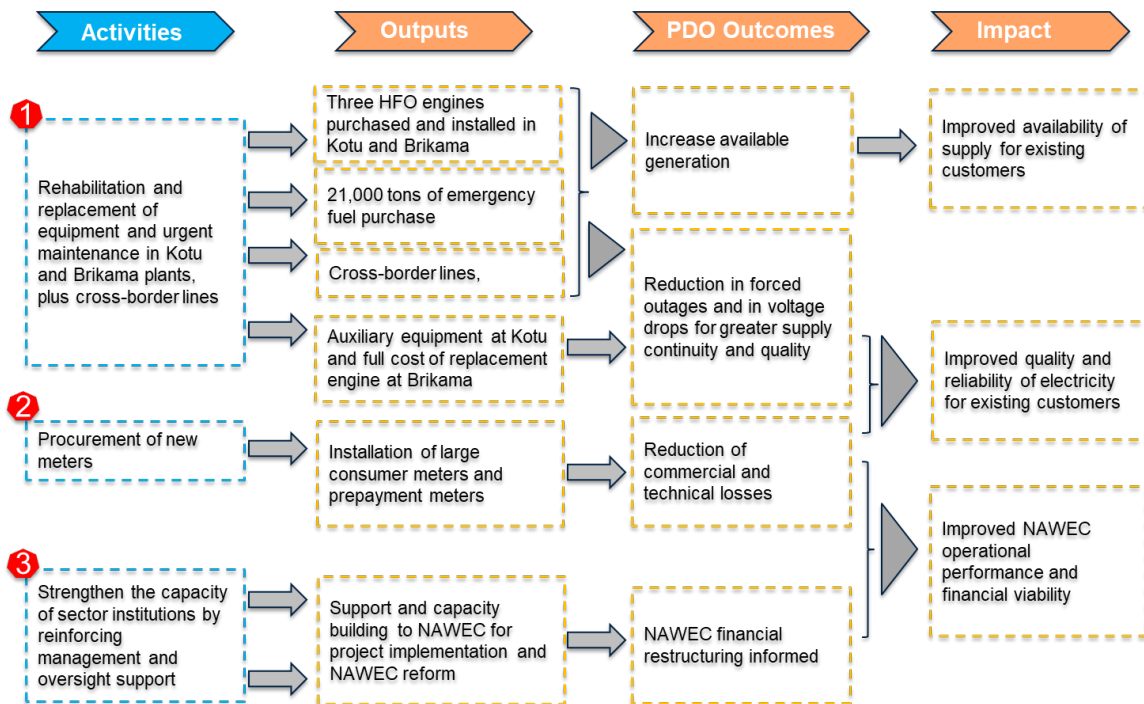 Activities
Outputs
PDO Outcomes
Impact
1
Rehabilitation and
replacement of
equipment and urgent
maintenance in Kotu
and Brikama plants,
plus cross-border lines
Three HFO engines
purchased and installed in
Kotu and Brikama
21,000 tons of emergency
fuel purchase
Cross-border lines,
Auxiliary equipment at Kotu
and full cost of replacement
engine at Brikama
Increase available
generation
Reduction in forced
outages and in voltage
drops for greater supply
continuity and quality
Improved availability of
supply for existing
customers
Improved quality and
reliability of electricity
for existing customers
2
Procurement of new
meters
Installation of large
consumer meters and
prepayment meters
Reduction of
commercial and
technical losses
Improved NAWEC
operational
performance and
financial viability
3
Strengthen the capacity
of sector institutions by
reinforcing
management and
oversight support
Support and capacity
building to NAWEC for
project implementation and
NAWEC reform
NAWEC financial
restructuring informed